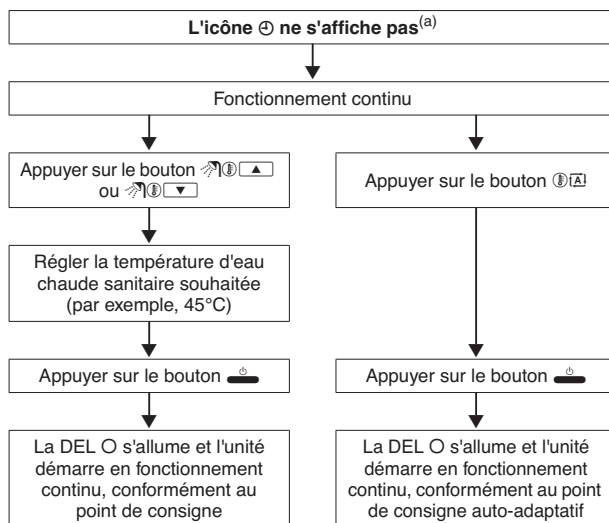 L'icône ⏲ ne s'affiche pas(a)
Fonctionnement continu
Appuyer sur le bouton ▲
ou ▼
Régler la température d'eau
chaude sanitaire souhaitée
(par exemple, 45°C)
Appuyer sur le bouton
La DEL O s'allume et l'unité
démarre en fonctionnement
continu, conformément au
point de consigne
Appuyer sur le bouton A
Appuyer sur le bouton
La DEL O s'allume et l'unité
démarre en fonctionnement
continu, conformément au point
de consigne auto-adaptatif